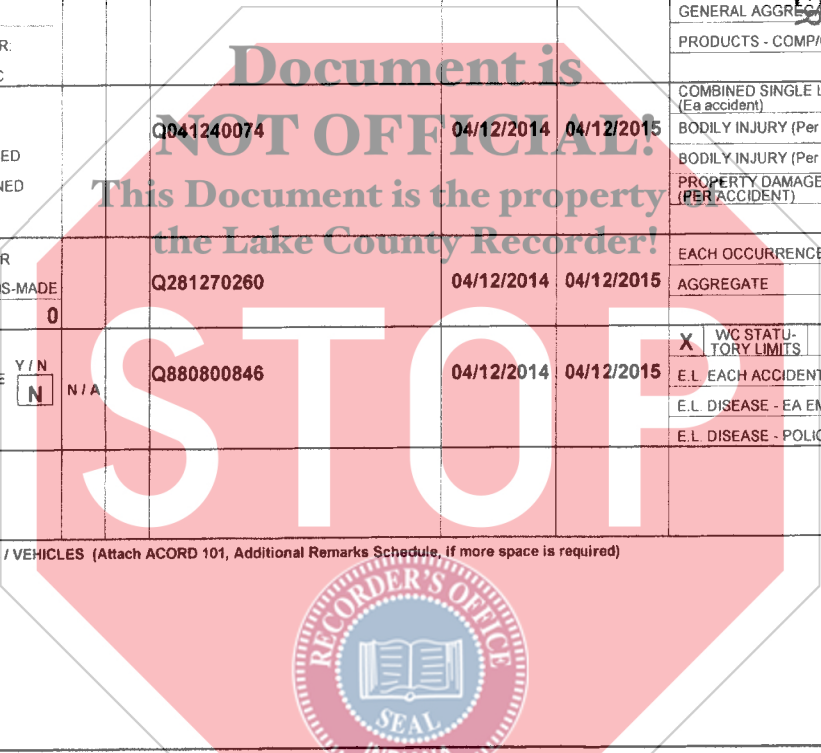 GENERAL AGGREGA
R:
PRODUCTS - COMP/
C
Document is
COMBINED SINGLE L
(Ea accident)
Q041240074 04/12/2014 04/12/2015 BODILY INJURY (Per
NOT OFFICIAL!
ED
BODILY INJURY (Per
NED
PROPERTY DAMAGE
(PER ACCIDENT)
This Document is the property of
the Lake County Recorder!
R
EACH OCCURRENCE
S-MADE Q281270260 04/12/2014 04/12/2015 AGGREGATE
0
X WC STATU-
TORY LIMITS
Y / N
E N N / A Q880800846 04/12/2014 04/12/2015 E.L. EACH ACCIDENT
E.L. DISEASE - EA EM
E.L. DISEASE - POLIC
STOP
/ VEHICLES (Attach ACORD 101, Additional Remarks Schedule, if more space is required)
RECORDER'S OFFICE
SEAL